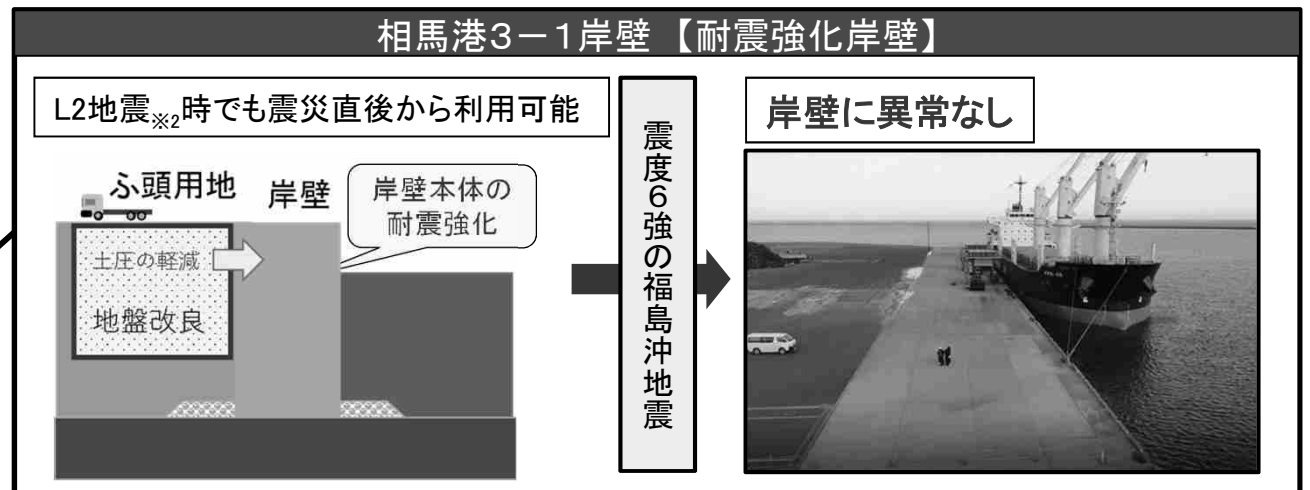 相馬港3－1岸壁 【耐震強化岸壁】
L2地震※2時でも震災直後から利用可能
ふ頭用地
岸壁
岸壁本体の
耐震強化
土圧の軽減
地盤改良
震度6強の福島沖地震
岸壁に異常なし